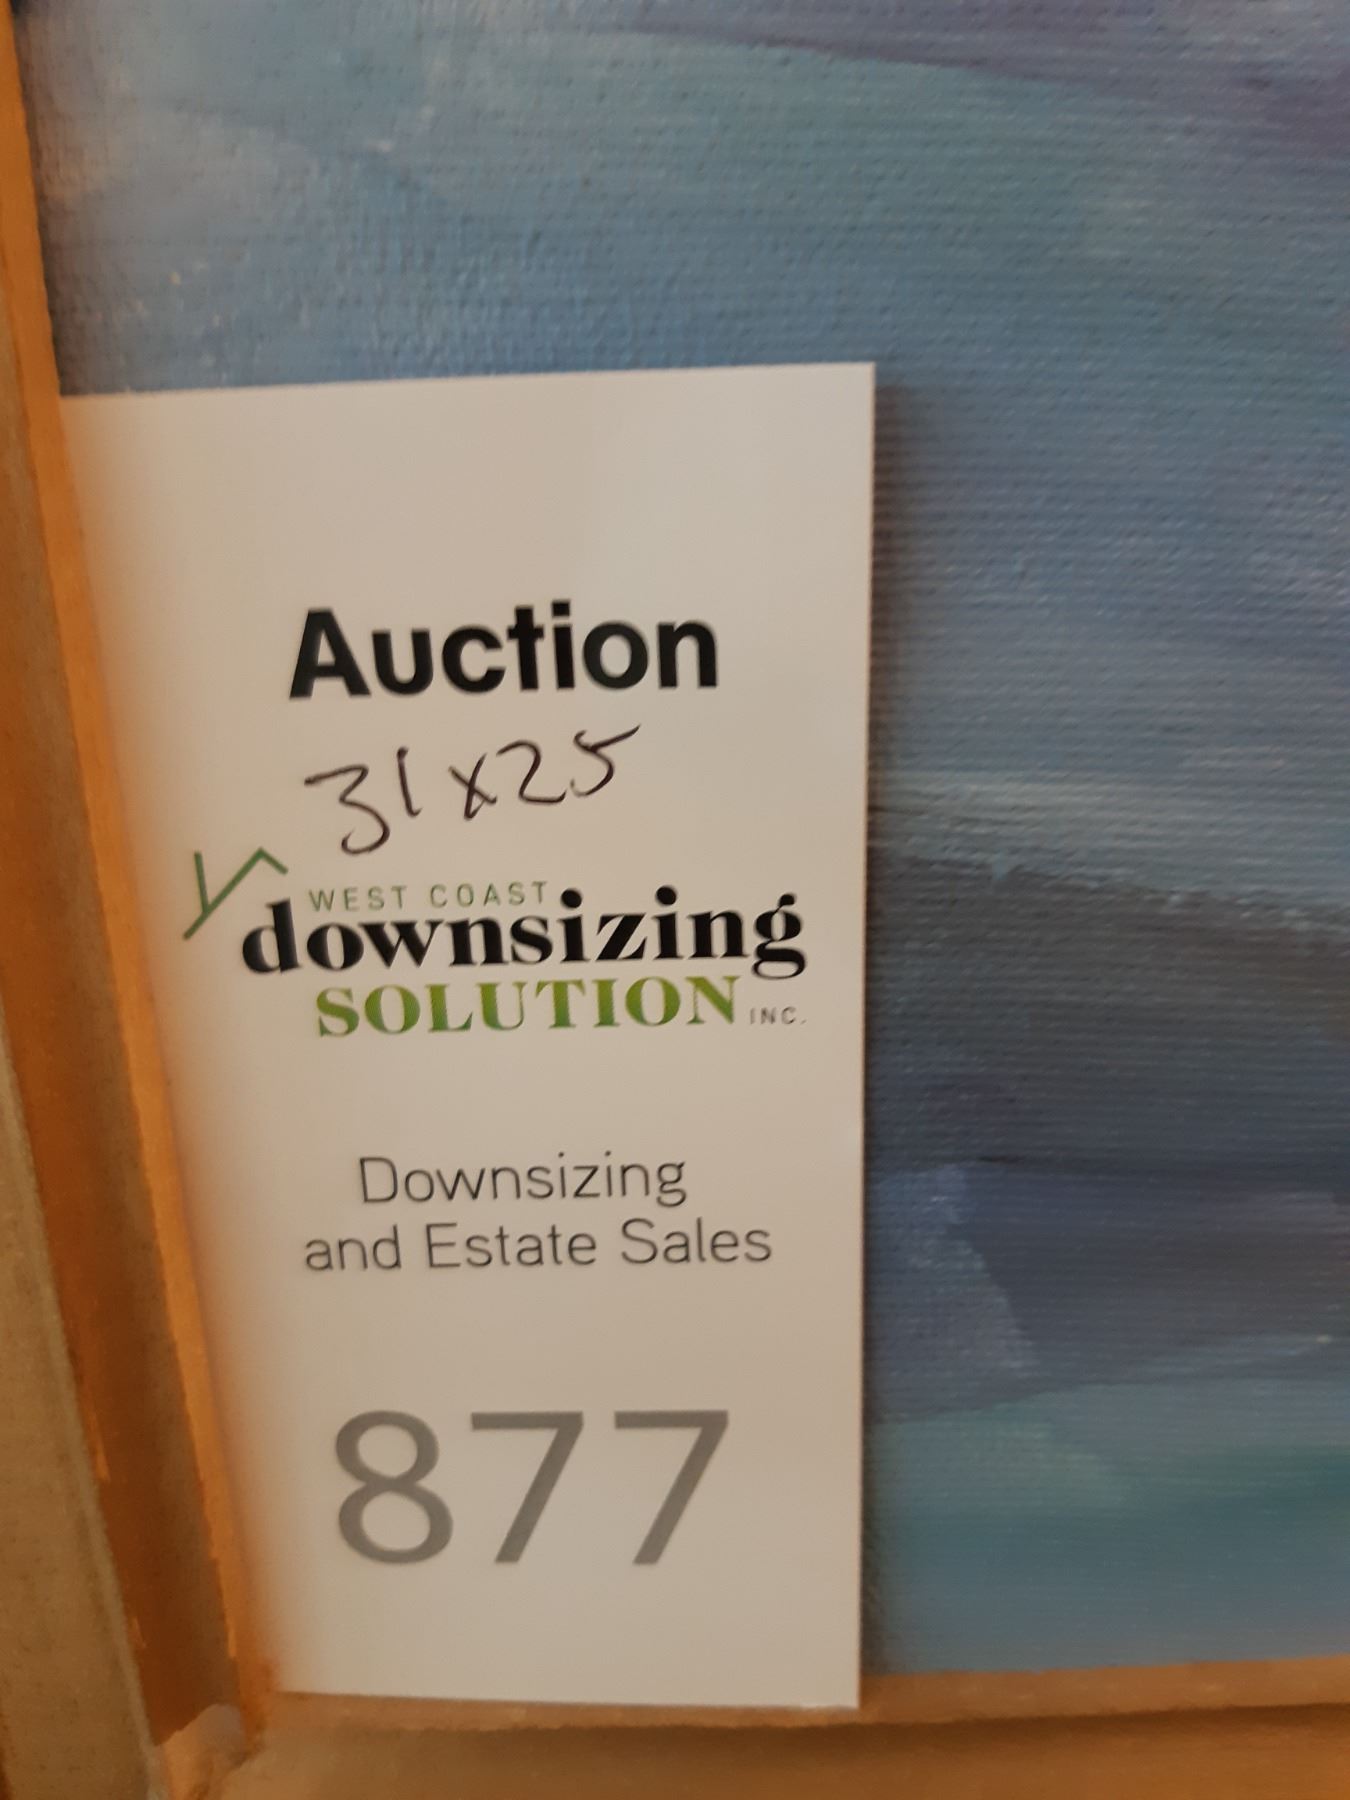 Auction
31x25
WEST COAST
downsizing
SOLUTION INC.
Downsizing
and Estate Sales
877